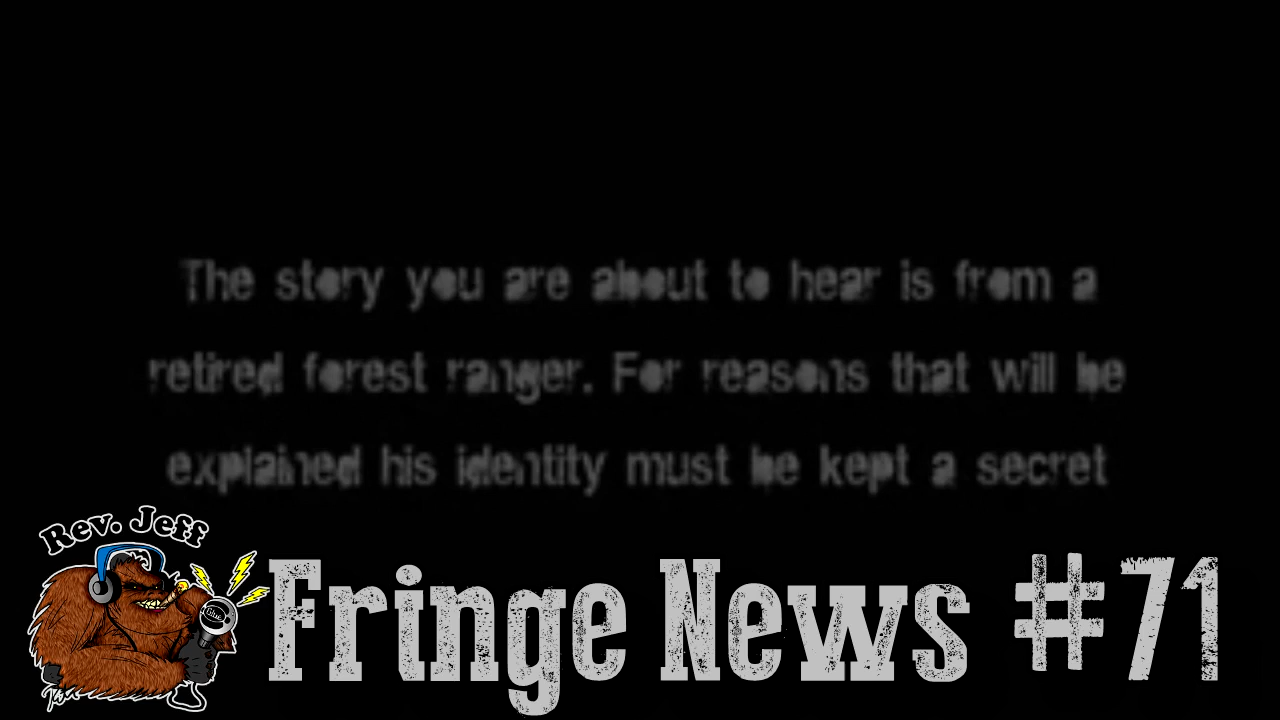 The story you are about to hear is from a
retired forest ranger. For reasons that will be
explained his identity must be kept a secret
Rev. Jeff
Glue
Fringe News #71